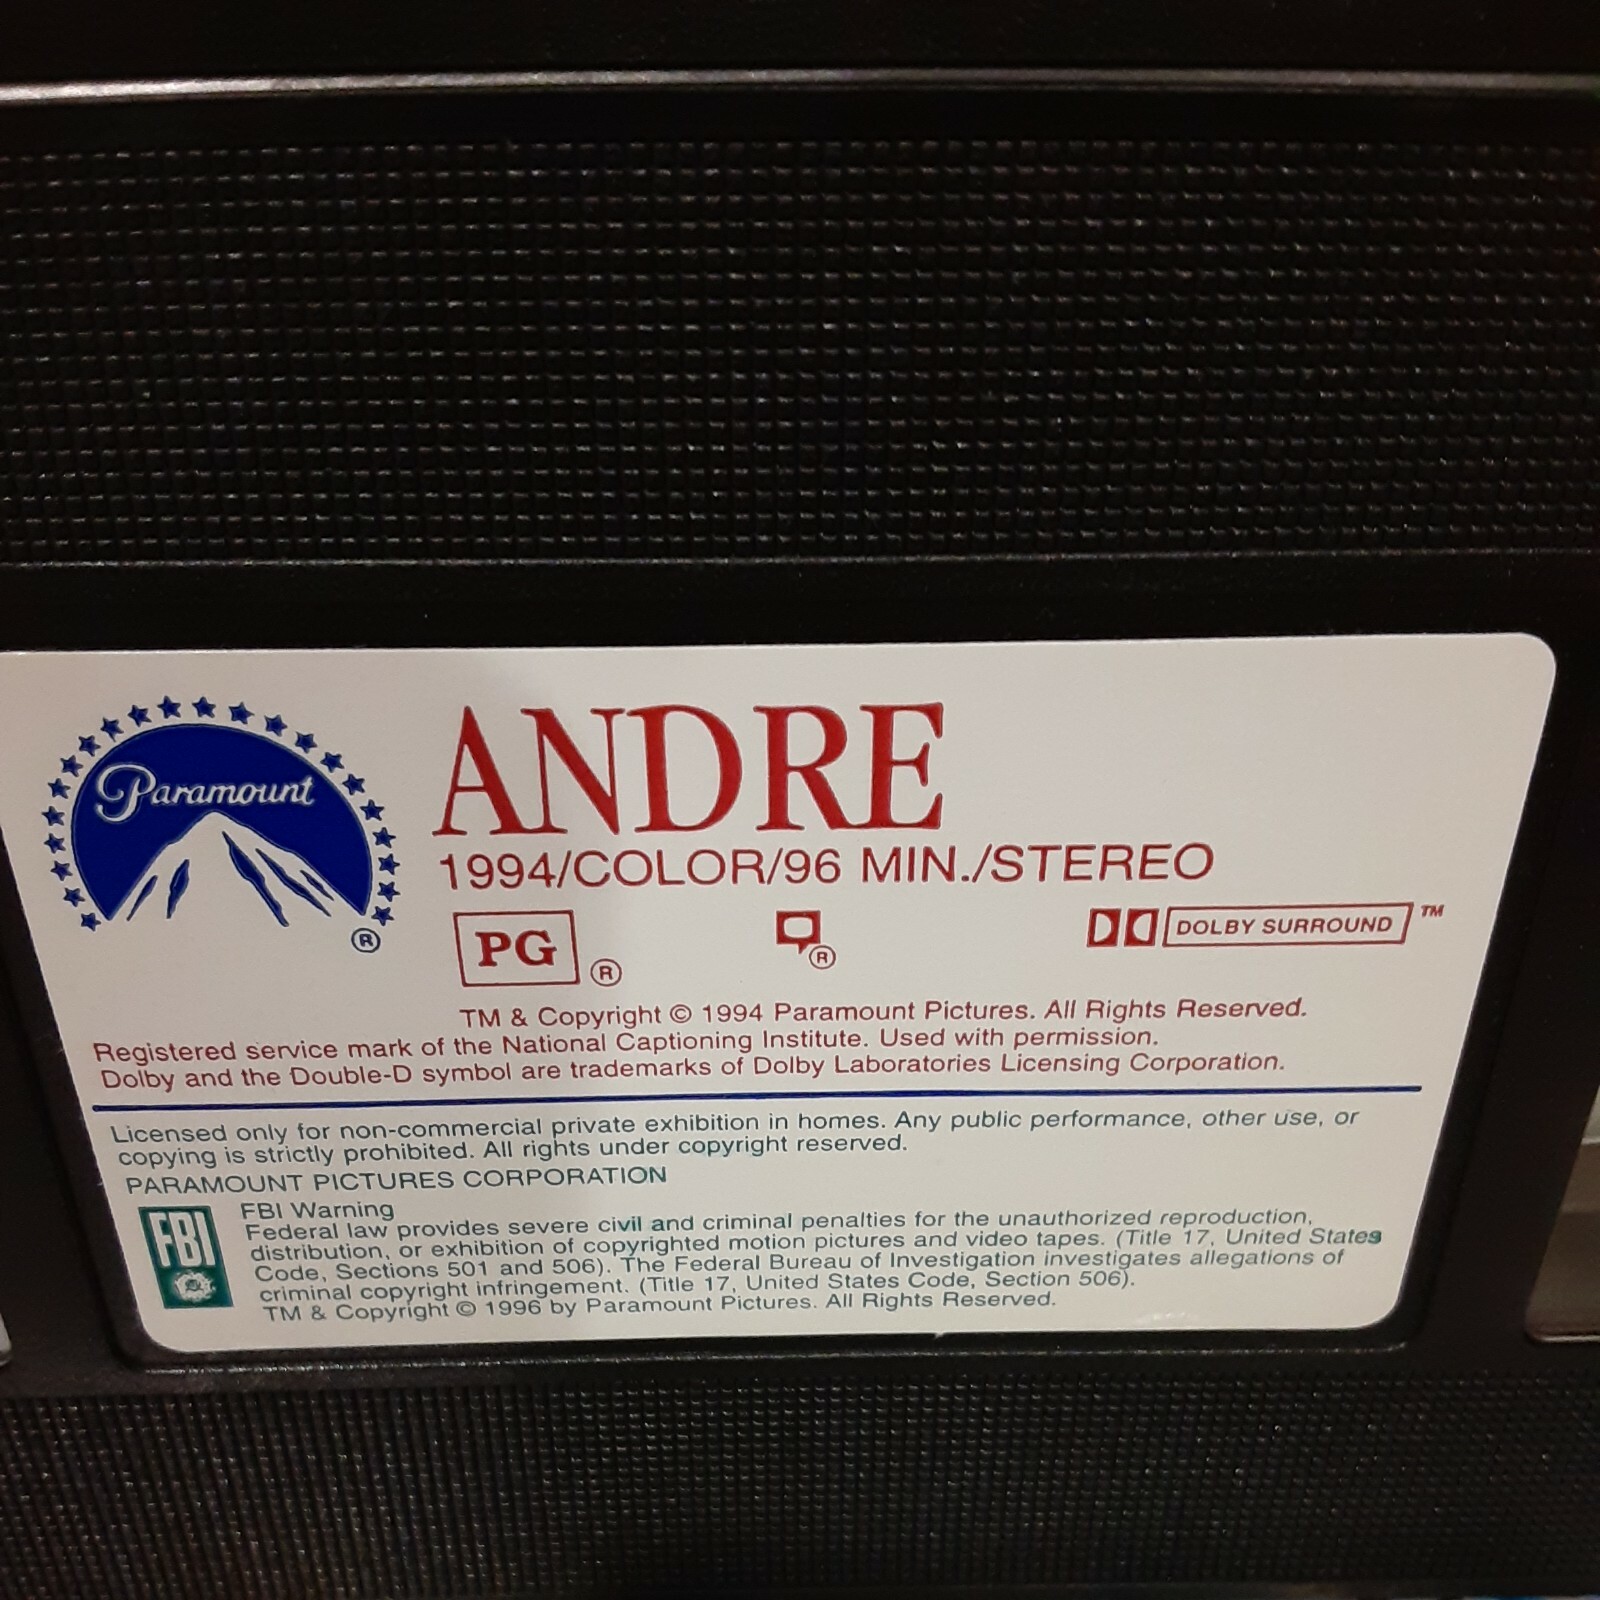 Paramount
®
ANDRE
1994/COLOR/96 MIN./STEREO
PG ®
®
DOLBY SURROUND ™
TM & Copyright © 1994 Paramount Pictures. All Rights Reserved.
Registered service mark of the National Captioning Institute. Used with permission.
Dolby and the Double-D symbol are trademarks of Dolby Laboratories Licensing Corporation.
Licensed only for non-commercial private exhibition in homes. Any public performance, other use, or
copying is strictly prohibited. All rights under copyright reserved.
PARAMOUNT PICTURES CORPORATION
FBI
FBI Warning
Federal law provides severe civil and criminal penalties for the unauthorized reproduction,
distribution, or exhibition of copyrighted motion pictures and video tapes. (Title 17, United States
Code, Sections 501 and 506). The Federal Bureau of Investigation investigates allegations of
criminal copyright infringement. (Title 17, United States Code, Section 506).
TM & Copyright © 1996 by Paramount Pictures. All Rights Reserved.